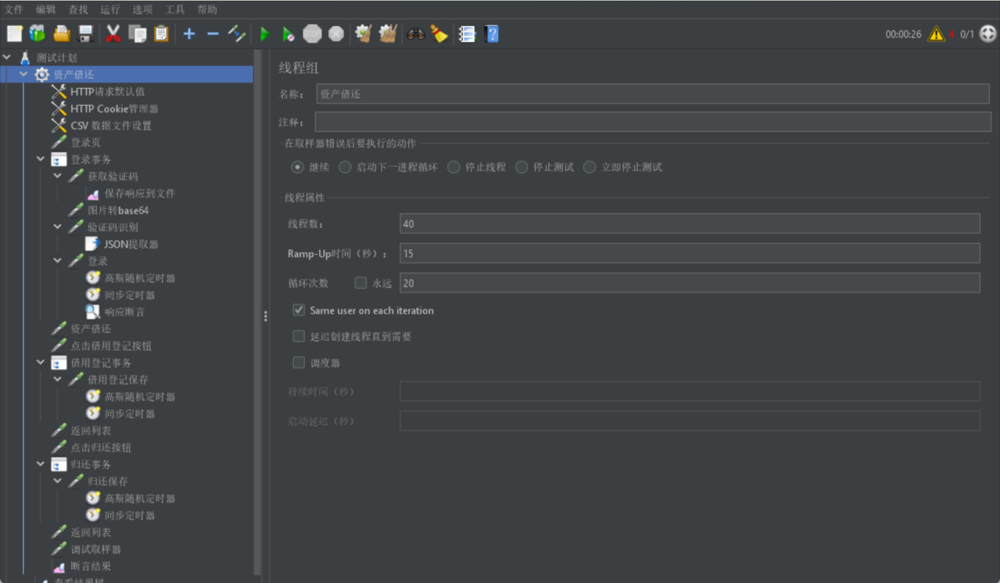 文件 编辑 查找 运行 选项 工具 帮助
00:00:26 4 0/1
测试计划
资产借还
HTTP请求默认值
HTTP Cookie管理器
CSV 数据文件设置
登录页
登录事务
获取验证码
保存响应到文件
图片转base64
验证码识别
JSON提取器
登录
高斯随机定时器
同步定时器
响应断言
资产借还
点击借用登记按钮
借用登记事务
借用登记保存
高斯随机定时器
同步定时器
返回列表
点击归还按钮
归还事务
归还保存
高斯随机定时器
同步定时器
返回列表
调试取样器
断言结果
查看结果树
线程组
名称： 资产借还
注释：
在取样器错误后要执行的动作
继续 启动下一进程循环 停止线程 停止测试 立即停止测试
线程属性
线程数： 40
Ramp-Up时间（秒）： 15
循环次数 永远 20
Same user on each iteration
延迟创建线程直到需要
调度器
持续时间（秒）
启动延迟（秒）